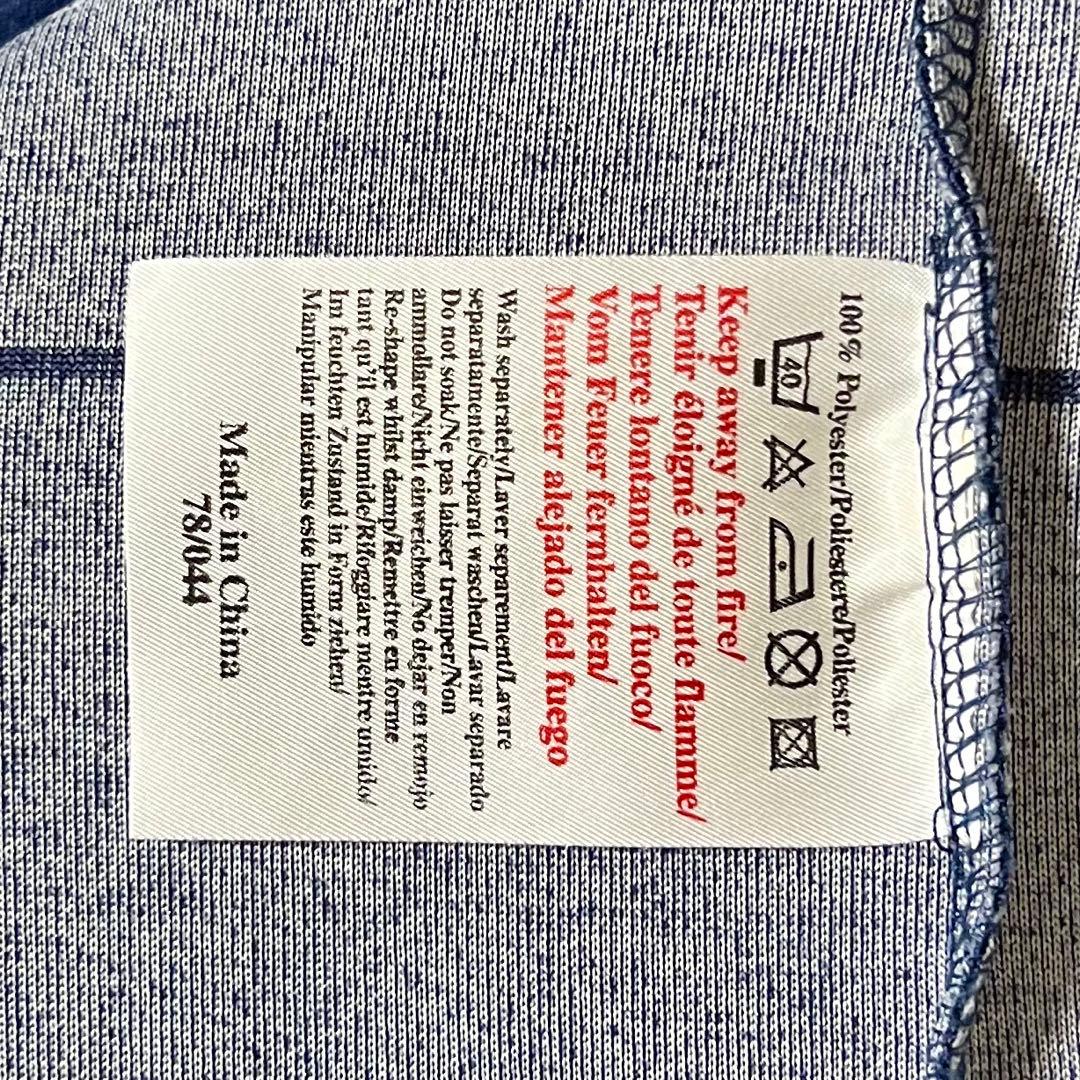 100% Polyester/Poliestere/Poliester
40
Keep away from fire/
Tenir éloigné de toute flamme/
Tenere lontano del fuoco/
Vom Feuer fernhalten/
Mantener alejado del fuego
Wash separately/Laver separement/Lavare
separatamente/Separat waschen/Lavar separado
Do not soak/Ne pas laisser tremper/Non
ammollare/Nicht einweichen/No dejar en remojo
Re-shape whilst damp/Remettre en forme
tant qu'il est humide/Rifoggiare mentre umido/
Im feuchten Zustand in Form ziehen/
Manipular mientras este humido
Made in China
78/044